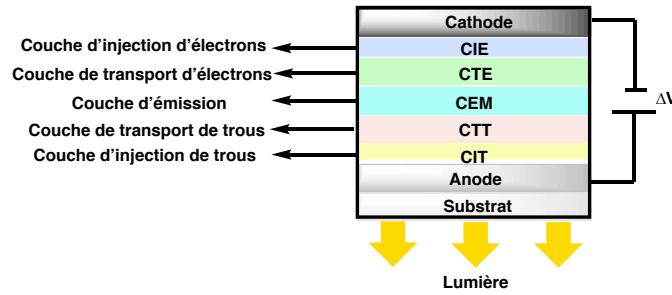 Cathode
Couche d'injection d'électrons
CIE
Couche de transport d'électrons
CTE
Couche d'émission
CEM
ΔV
Couche de transport de trous
CTT
Couche d'injection de trous
CIT
Anode
Substrat
Lumière